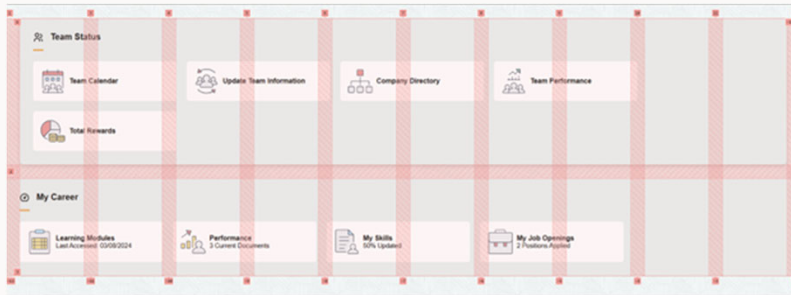 Team Status
Team Calendar
Update Team Information
Company Directory
Team Performance
Total Rewards
My Career
Learning Modules
Last Accessed 03/08/2024
Performance
3 Current Documents
My Skills
50% Updated
My Job Openings
2 Positions Applied